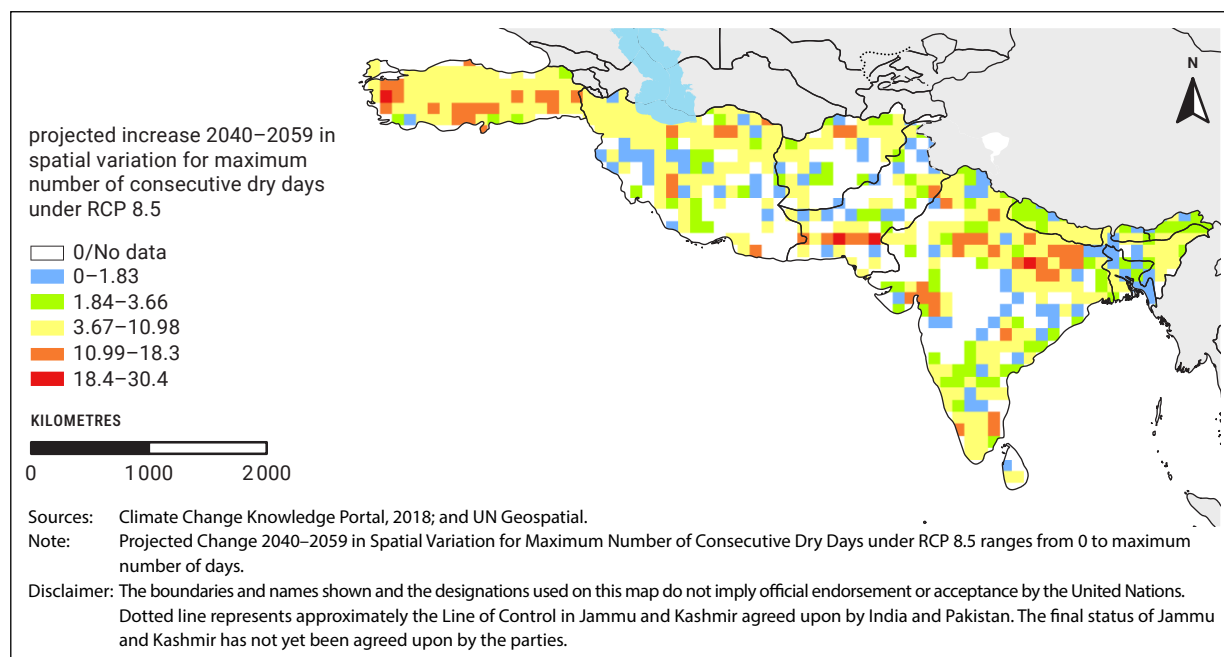 N
projected increase 2040–2059 in
spatial variation for maximum
number of consecutive dry days
under RCP 8.5
0/No data
0–1.83
1.84–3.66
3.67–10.98
10.99–18.3
18.4–30.4
KILOMETRES
0 1 000 2 000
Sources: Climate Change Knowledge Portal, 2018; and UN Geospatial.
Note: Projected Change 2040–2059 in Spatial Variation for Maximum Number of Consecutive Dry Days under RCP 8.5 ranges from 0 to maximum
number of days.
Disclaimer: The boundaries and names shown and the designations used on this map do not imply official endorsement or acceptance by the United Nations.
Dotted line represents approximately the Line of Control in Jammu and Kashmir agreed upon by India and Pakistan. The final status of Jammu
and Kashmir has not yet been agreed upon by the parties.